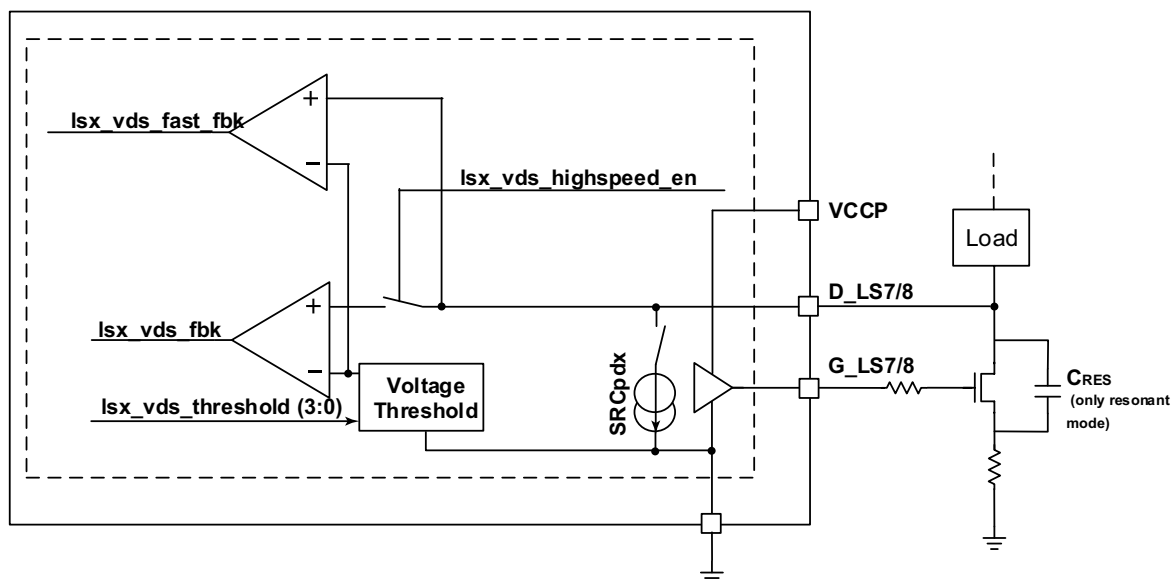 +
lsx_vds_fast_fbk
−
lsx_vds_highspeed_en
VCCP
Load
D_LS7/8
+
lsx_vds_fbk
−
Voltage
Threshold
lsx_vds_threshold (3:0)
SRCpdx
G_LS7/8
CRES
(only resonant
mode)